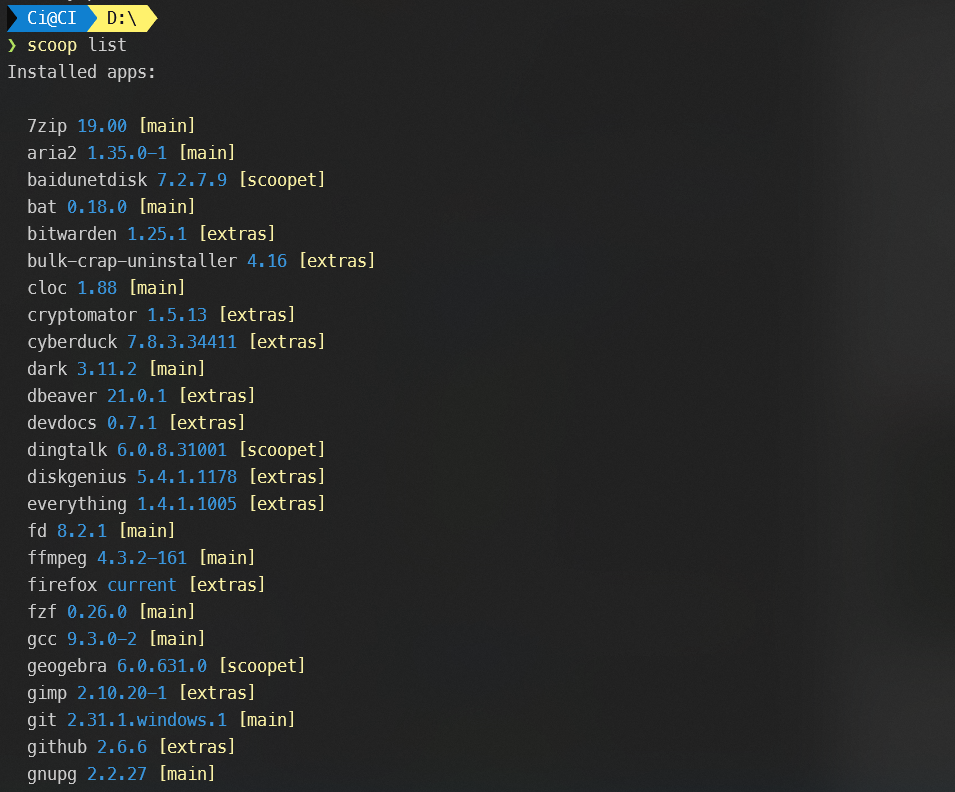 Ci@CI D:\
❯ scoop list
Installed apps:
7zip 19.00 [main]
aria2 1.35.0-1 [main]
baidunetdisk 7.2.7.9 [scoopet]
bat 0.18.0 [main]
bitwarden 1.25.1 [extras]
bulk-crap-uninstaller 4.16 [extras]
cloc 1.88 [main]
cryptomator 1.5.13 [extras]
cyberduck 7.8.3.34411 [extras]
dark 3.11.2 [main]
dbeaver 21.0.1 [extras]
devdocs 0.7.1 [extras]
dingtalk 6.0.8.31001 [scoopet]
diskgenius 5.4.1.1178 [extras]
everything 1.4.1.1005 [extras]
fd 8.2.1 [main]
ffmpeg 4.3.2-161 [main]
firefox current [extras]
fzf 0.26.0 [main]
gcc 9.3.0-2 [main]
geogebra 6.0.631.0 [scoopet]
gimp 2.10.20-1 [extras]
git 2.31.1.windows.1 [main]
github 2.6.6 [extras]
gnupg 2.2.27 [main]